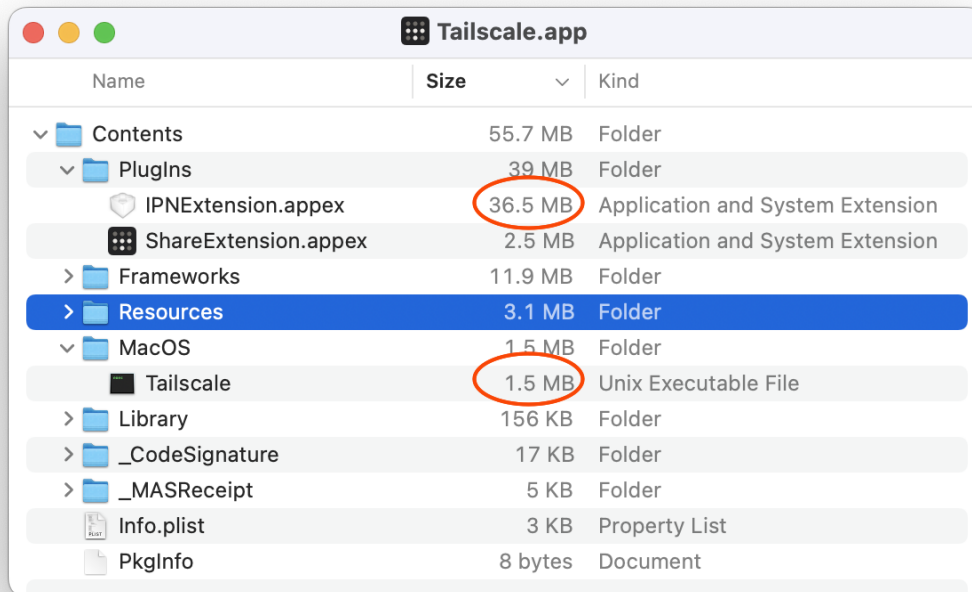 Tailscale.app
Name Size Kind
Contents 55.7 MB Folder
PlugIns 39 MB Folder
IPNExtension.appex 36.5 MB Application and System Extension
ShareExtension.appex 2.5 MB Application and System Extension
Frameworks 11.9 MB Folder
Resources 3.1 MB Folder
MacOS 1.5 MB Folder
Tailscale 1.5 MB Unix Executable File
Library 156 KB Folder
_CodeSignature 17 KB Folder
_MASReceipt 5 KB Folder
Info.plist 3 KB Property List
PkgInfo 8 bytes Document